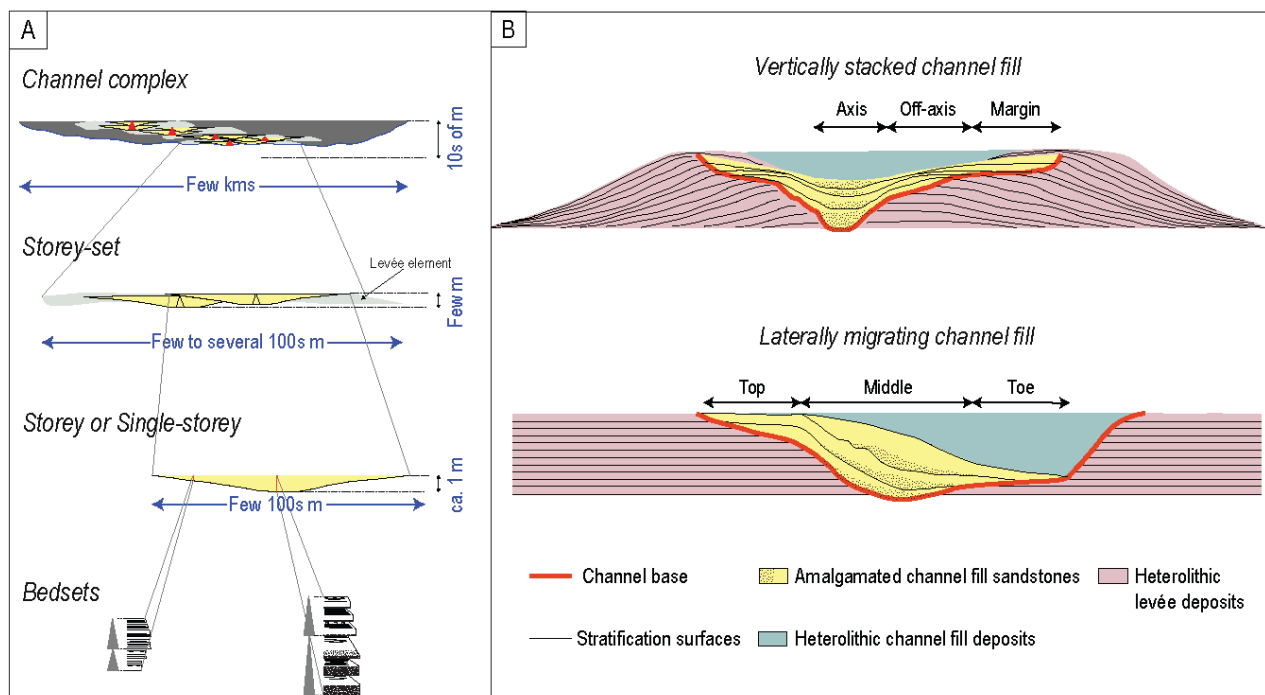 A
Channel complex
10s of m
Few kms
Storey-set
Levée element
Few m
Few to several 100s m
Storey or Single-storey
ca. 1 m
Few 100s m
Bedsets
B
Vertically stacked channel fill
Axis Off-axis Margin
Laterally migrating channel fill
Top Middle Toe
Channel base
Amalgamated channel fill sandstones
Heterolithic
levée deposits
Stratification surfaces
Heterolithic channel fill deposits